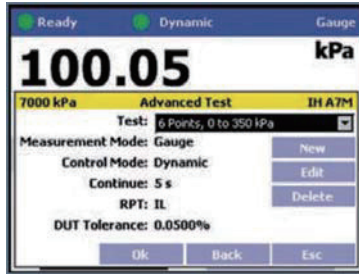 Ready Dynamic Gauge
100.05 kPa
7000 kPa Advanced Test IH A7M
Test: 6 Points, 0 to 350 kPa
Measurement Mode: Gauge
New
Control Mode: Dynamic
Edit
Continue: 5 s
Delete
RPT: IL
DUT Tolerance: 0.0500%
Ok Back Esc